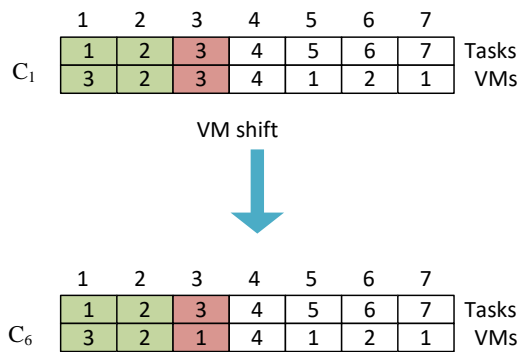 1 2 3 4 5 6 7
1 2 3 4 5 6 7 Tasks
C1
3 2 3 4 1 2 1 VMs
VM shift
1 2 3 4 5 6 7
1 2 3 4 5 6 7 Tasks
C6
3 2 1 4 1 2 1 VMs